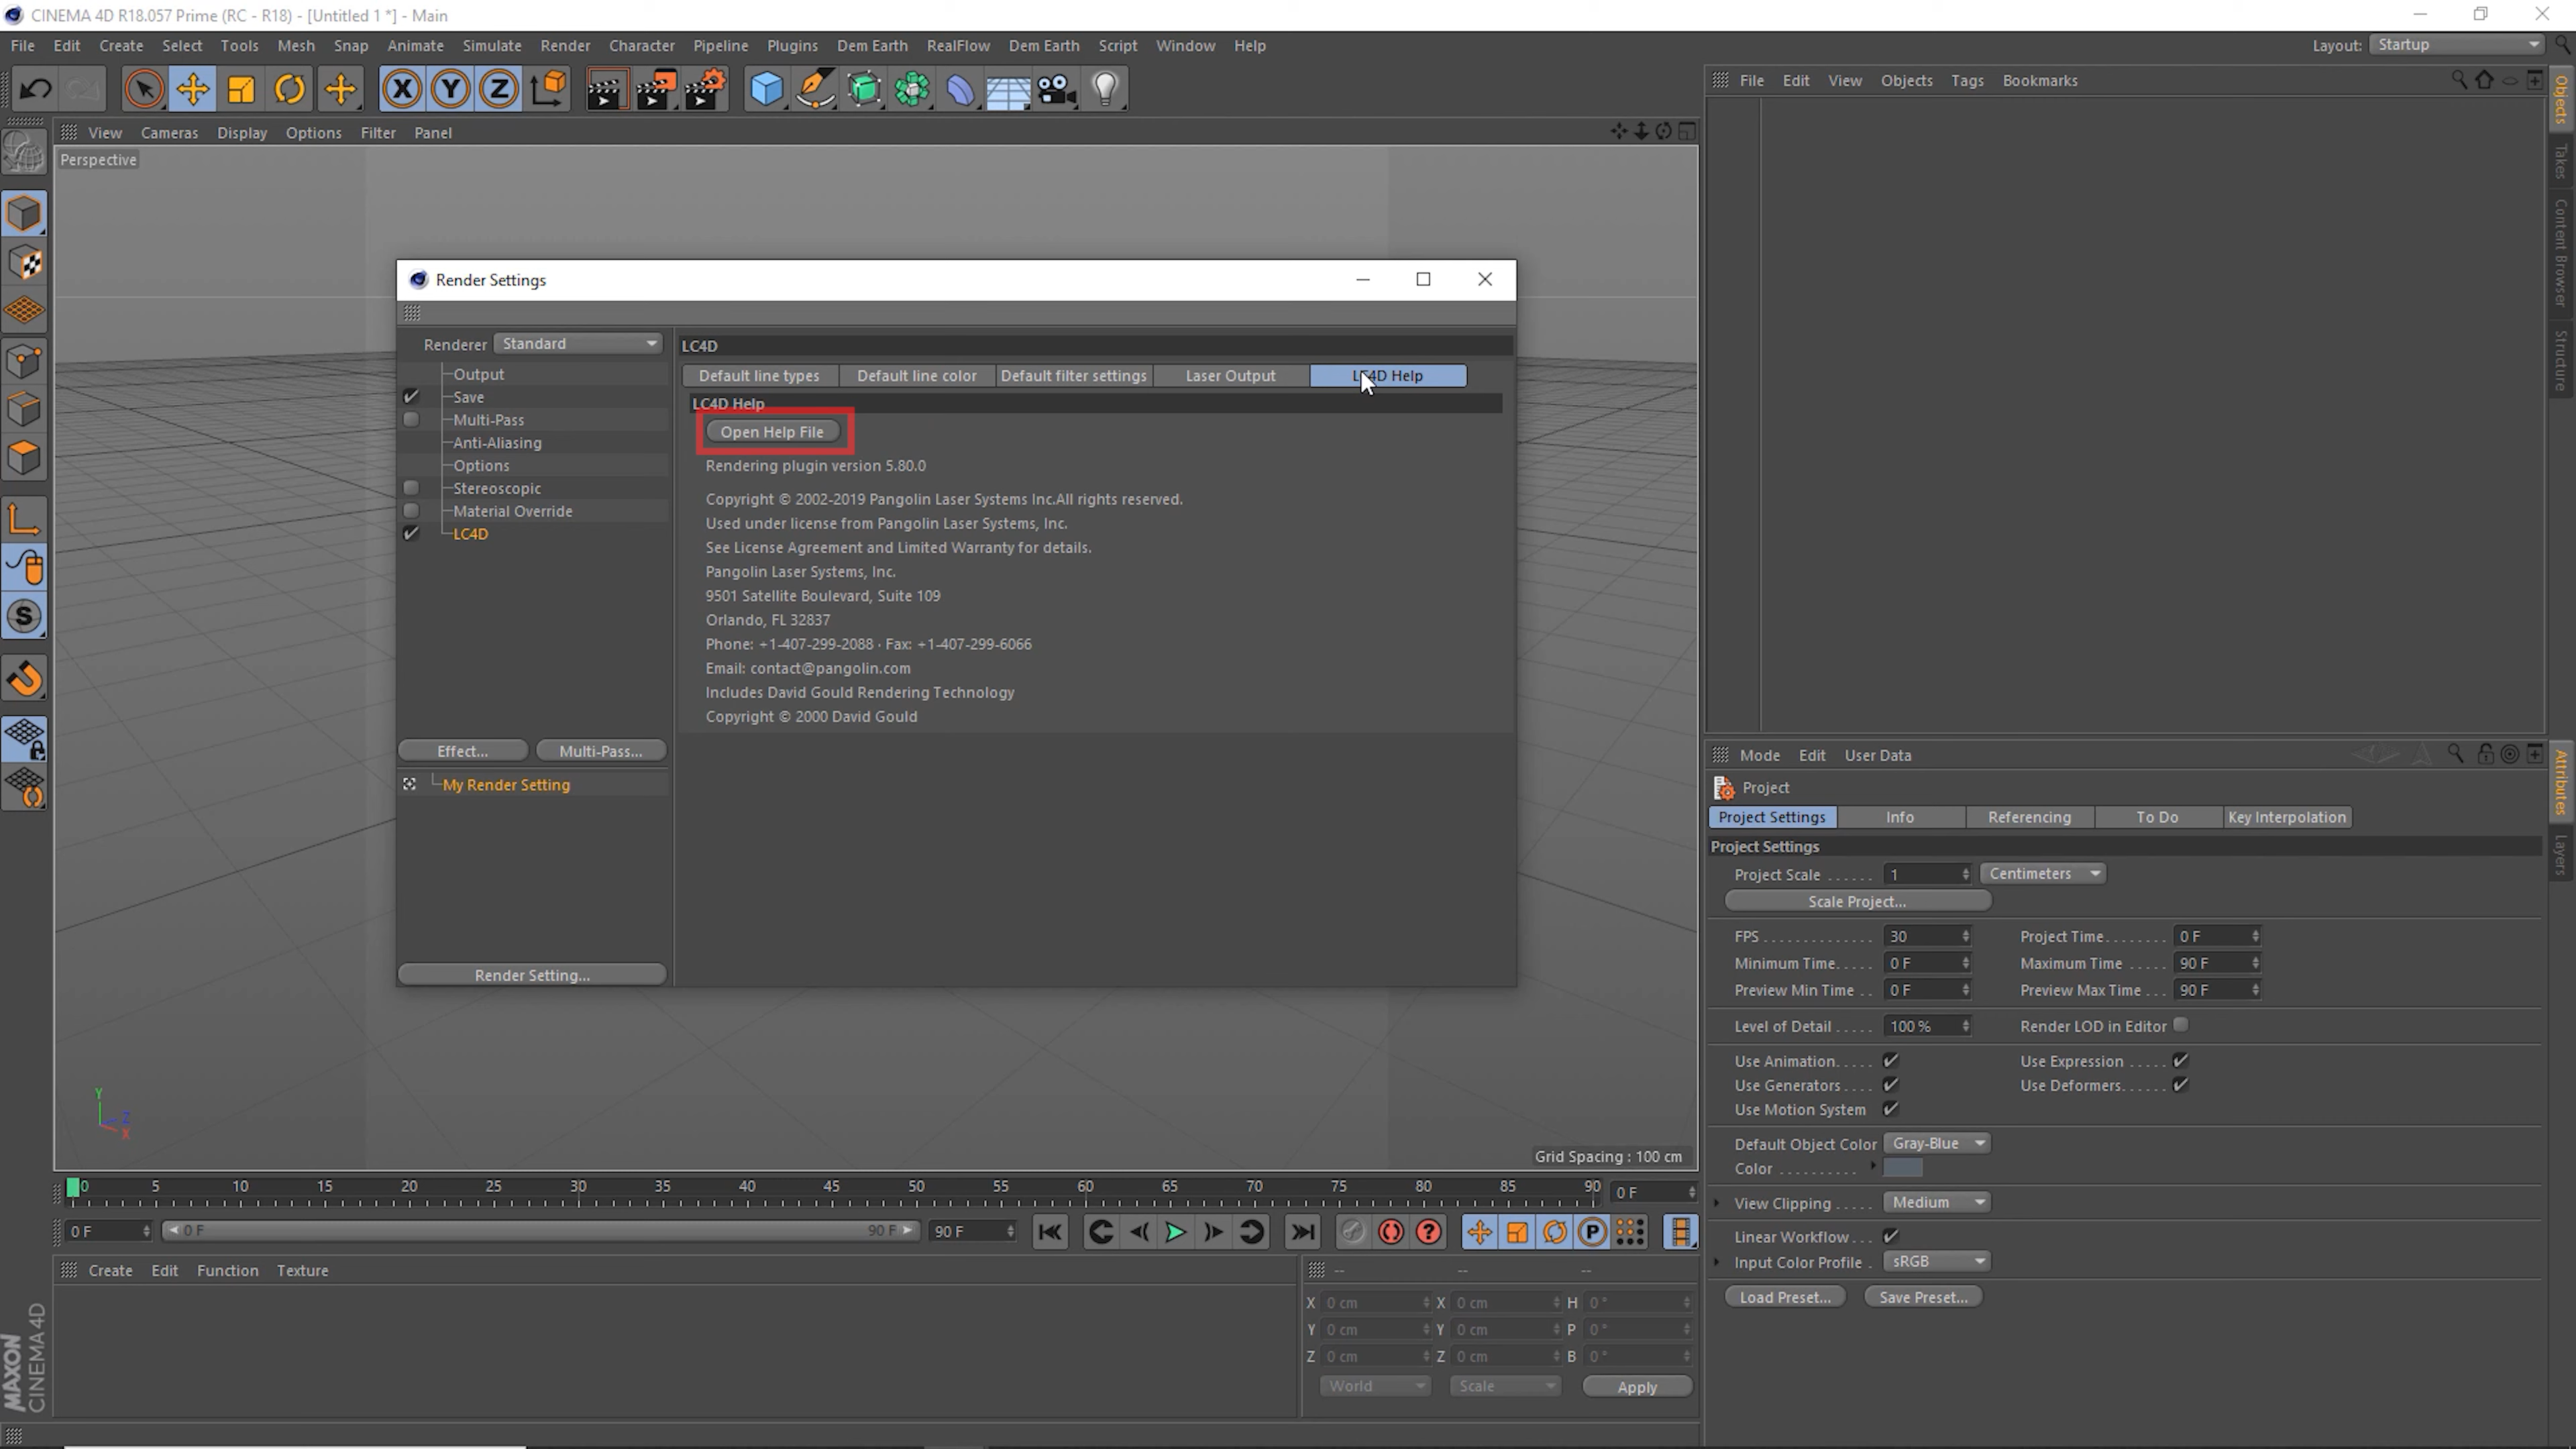 CINEMA 4D R18.057 Prime (RC - R18) - [Untitled 1 *] - Main
File Edit Create Select Tools Mesh Snap Animate Simulate Render Character Pipeline Plugins Dem Earth RealFlow Dem Earth Script Window Help
Layout: Startup
File Edit View Objects Tags Bookmarks
View Cameras Display Options Filter Panel
Perspective
Objects
Takes
Content Browser
Structure
Render Settings
Renderer Standard
Output
Save
Multi-Pass
Anti-Aliasing
Options
Stereoscopic
Material Override
LC4D
Effect... Multi-Pass...
My Render Setting
Render Setting...
LC4D
Default line types Default line color Default filter settings Laser Output LC4D Help
LC4D Help
Open Help File
Rendering plugin version 5.80.0
Copyright © 2002-2019 Pangolin Laser Systems Inc.All rights reserved.
Used under license from Pangolin Laser Systems, Inc.
See License Agreement and Limited Warranty for details.
Pangolin Laser Systems, Inc.
9501 Satellite Boulevard, Suite 109
Orlando, FL 32837
Phone: +1-407-299-2088 · Fax: +1-407-299-6066
Email: contact@pangolin.com
Includes David Gould Rendering Technology
Copyright © 2000 David Gould
Y
Z
X
Grid Spacing : 100 cm
0 5 10 15 20 25 30 35 40 45 50 55 60 65 70 75 80 85 90 0 F
0 F 0 F 90 F 90 F
Create Edit Function Texture
-- -- --
X 0 cm X 0 cm H 0 °
Y 0 cm Y 0 cm P 0 °
Z 0 cm Z 0 cm B 0 °
World Scale Apply
MAXON
CINEMA 4D
Mode Edit User Data
Attributes
Layers
Project
Project Settings Info Referencing To Do Key Interpolation
Project Settings
Project Scale ...... 1 Centimeters
Scale Project...
FPS ............. 30 Project Time........ 0 F
Minimum Time..... 0 F Maximum Time ..... 90 F
Preview Min Time .. 0 F Preview Max Time ... 90 F
Level of Detail ..... 100 % Render LOD in Editor
Use Animation..... Use Expression .....
Use Generators .... Use Deformers......
Use Motion System
Default Object Color Gray-Blue
Color ..........
View Clipping ..... Medium
Linear Workflow ...
Input Color Profile . sRGB
Load Preset... Save Preset...